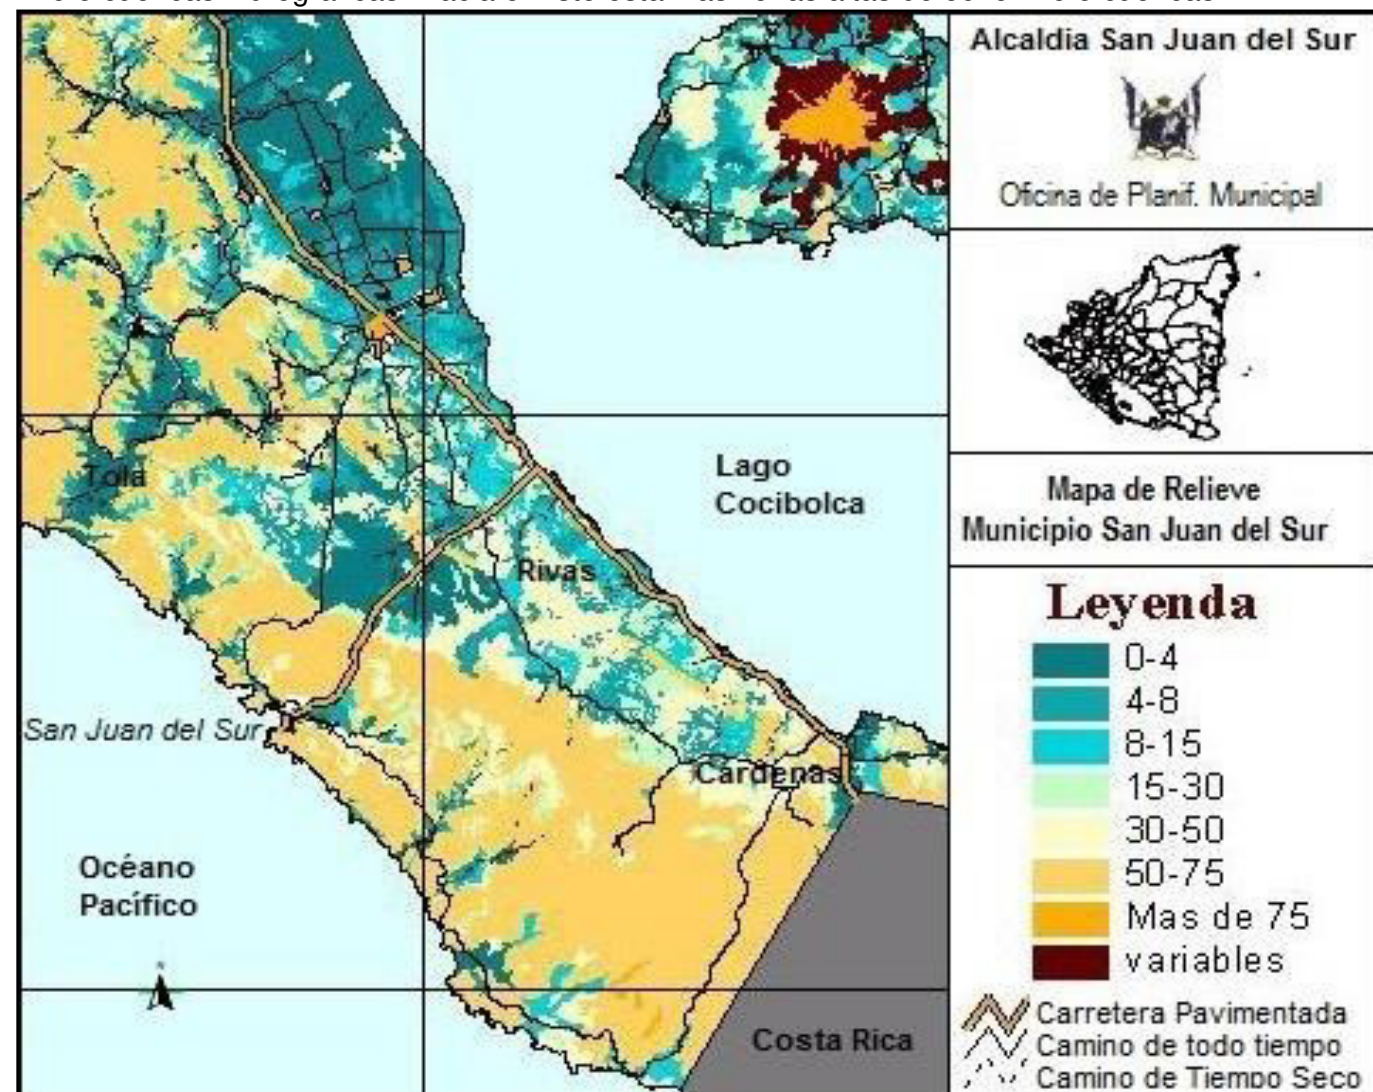 Alcaldia San Juan del Sur
Oficina de Planif. Municipal
Mapa de Relieve
Municipio San Juan del Sur
Leyenda
0-4
4-8
8-15
15-30
30-50
50-75
Mas de 75
variables
Carretera Pavimentada
Camino de todo tiempo
Camino de Tiempo Seco
Lago
Cocibolca
Tola
Rivas
San Juan del Sur
Cárdenas
Océano
Pacífico
Costa Rica